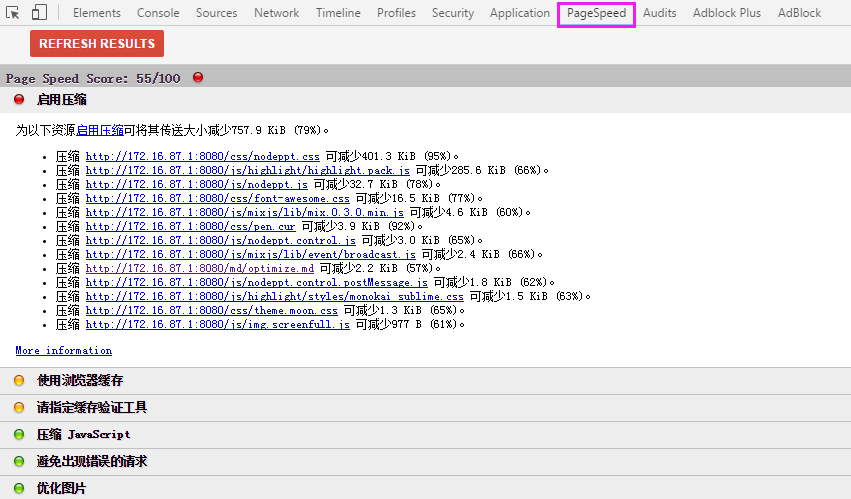 Elements Console Sources Network Timeline Profiles Security Application PageSpeed Audits Adblock Plus AdBlock
REFRESH RESULTS
Page Speed Score: 55/100
启用压缩
为以下资源启用压缩可将其传送大小减少757.9 KiB (79%)。
压缩 http://172.16.87.1:8080/css/nodeppt.css 可减少401.3 KiB (95%)。
压缩 http://172.16.87.1:8080/js/highlight/highlight.pack.js 可减少285.6 KiB (66%)。
压缩 http://172.16.87.1:8080/js/nodeppt.js 可减少32.7 KiB (78%)。
压缩 http://172.16.87.1:8080/css/font-awesome.css 可减少16.5 KiB (77%)。
压缩 http://172.16.87.1:8080/js/mixjs/lib/mix.0.3.0.min.js 可减少4.6 KiB (60%)。
压缩 http://172.16.87.1:8080/css/pen.cur 可减少3.9 KiB (92%)。
压缩 http://172.16.87.1:8080/js/nodeppt.control.js 可减少3.0 KiB (65%)。
压缩 http://172.16.87.1:8080/js/mixjs/lib/event/broadcast.js 可减少2.4 KiB (66%)。
压缩 http://172.16.87.1:8080/md/optimize.md 可减少2.2 KiB (57%)。
压缩 http://172.16.87.1:8080/js/nodeppt.control.postMessage.js 可减少1.8 KiB (62%)。
压缩 http://172.16.87.1:8080/js/highlight/styles/monokai_sublime.css 可减少1.5 KiB (63%)。
压缩 http://172.16.87.1:8080/css/theme.moon.css 可减少1.3 KiB (65%)。
压缩 http://172.16.87.1:8080/js/img.screenfull.js 可减少977 B (61%)。
More information
使用浏览器缓存
请指定缓存验证工具
压缩 JavaScript
避免出现错误的请求
优化图片